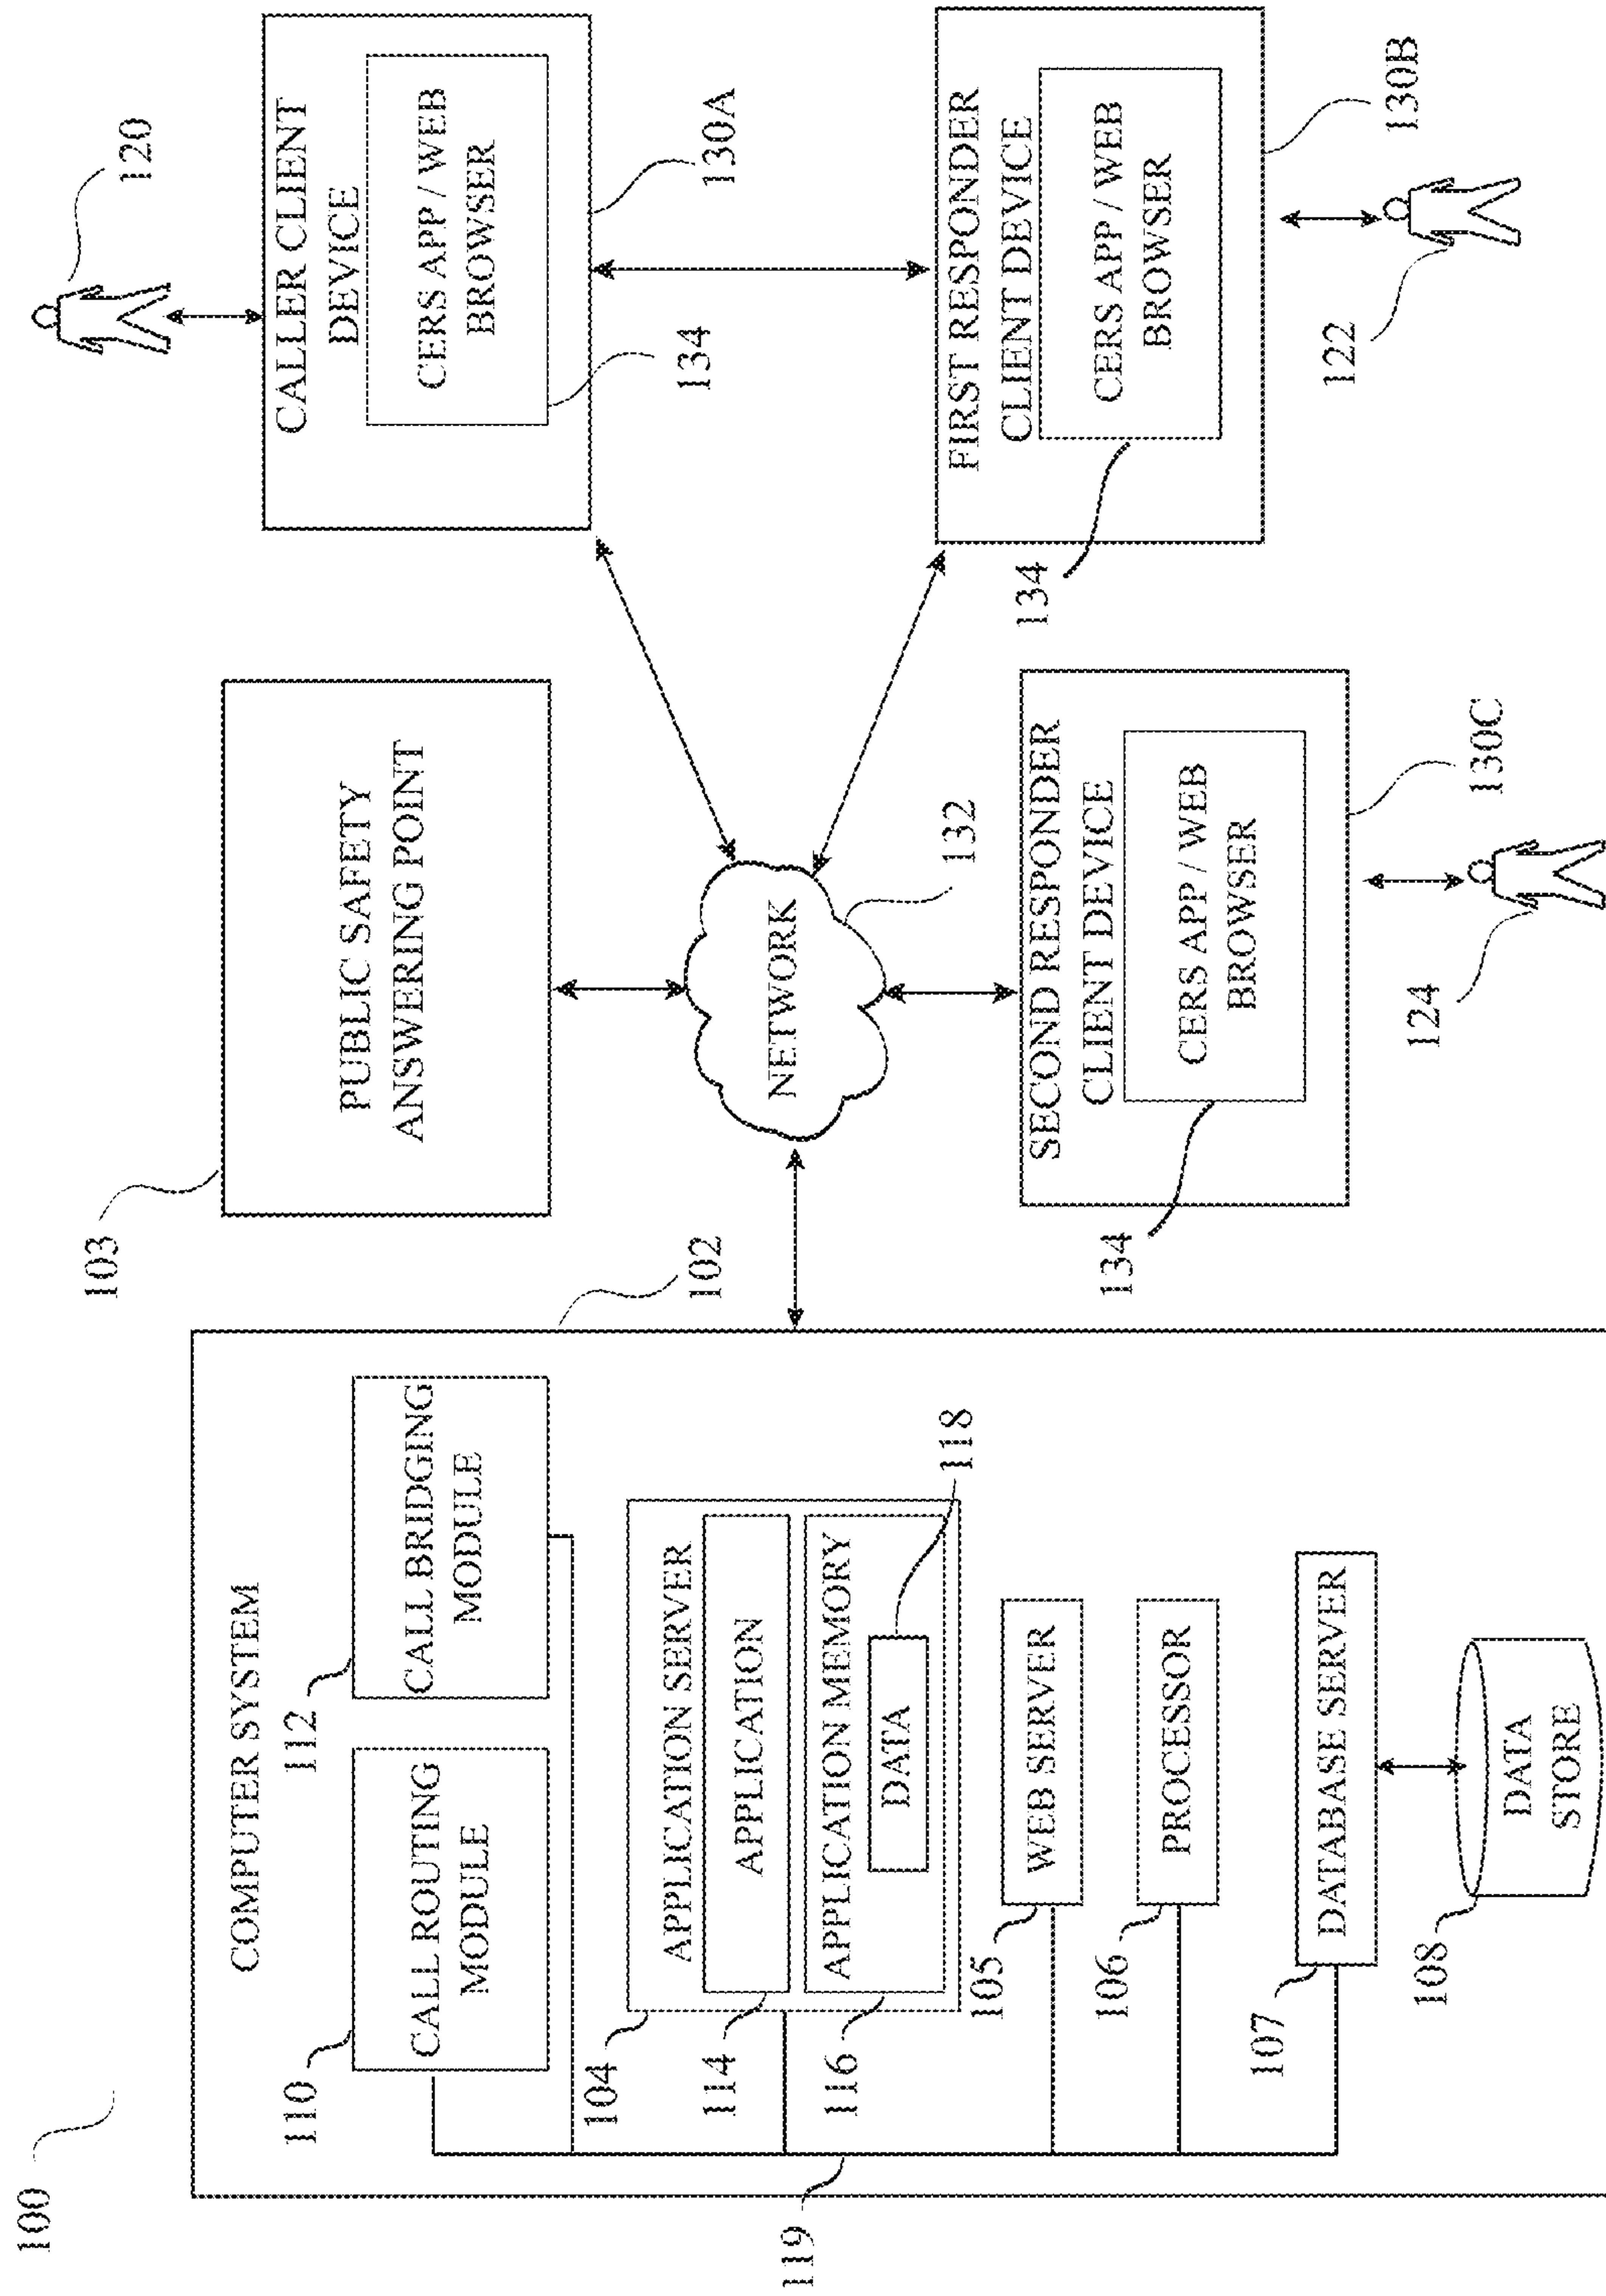 100
COMPUTER SYSTEM
110
CALL ROUTING
MODULE
112
CALL BRIDGING
MODULE
102
104
APPLICATION SERVER
114
APPLICATION
116
APPLICATION MEMORY
DATA
118
105
WEB SERVER
106
PROCESSOR
107
DATABASE SERVER
108
DATA
STORE
119
103
PUBLIC SAFETY
ANSWERING POINT
NETWORK
132
120
CALLER CLIENT
DEVICE
CERS APP / WEB
BROWSER
134
130A
SECOND RESPONDER
CLIENT DEVICE
CERS APP / WEB
BROWSER
134
130C
124
FIRST RESPONDER
CLIENT DEVICE
CERS APP / WEB
BROWSER
134
130B
122